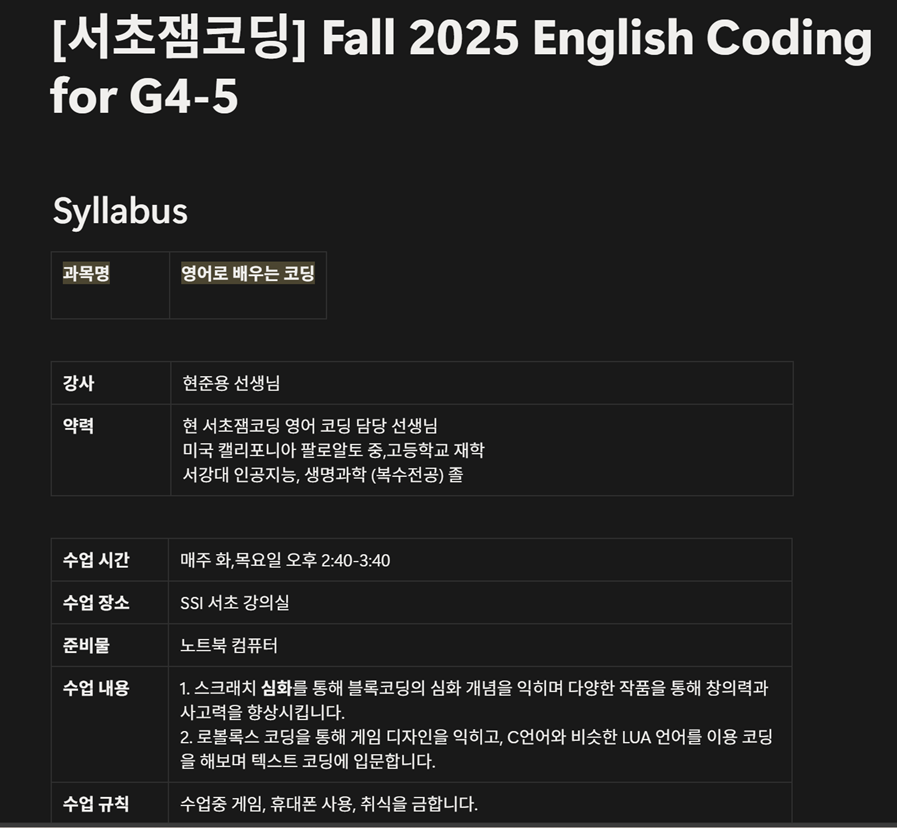 [서초잼코딩] Fall 2025 English Coding
for G4-5
Syllabus
과목명 영어로 배우는 코딩
강사 현준용 선생님
약력 현 서초잼코딩 영어 코딩 담당 선생님
미국 캘리포니아 팔로알토 중,고등학교 재학
서강대 인공지능, 생명과학 (복수전공) 졸
수업 시간 매주 화,목요일 오후 2:40-3:40
수업 장소 SSI 서초 강의실
준비물 노트북 컴퓨터
수업 내용 1. 스크래치 심화를 통해 블록코딩의 심화 개념을 익히며 다양한 작품을 통해 창의력과
사고력을 향상시킵니다.
2. 로볼록스 코딩을 통해 게임 디자인을 익히고, C언어와 비슷한 LUA 언어를 이용 코딩
을 해보며 텍스트 코딩에 입문합니다.
수업 규칙 수업중 게임, 휴대폰 사용, 취식을 금합니다.